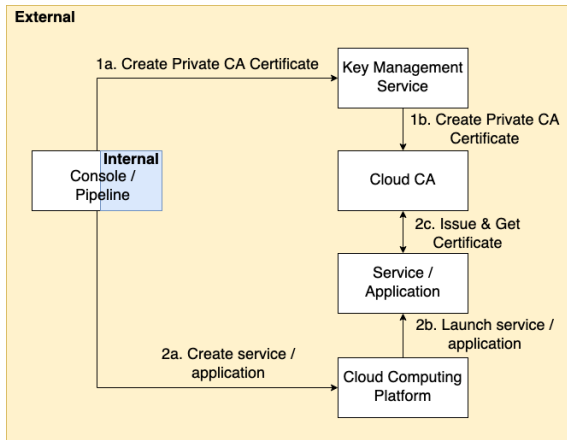 External
1a. Create Private CA Certificate
Key Management
Service
1b. Create Private CA
Certificate
Internal
Console /
Pipeline
Cloud CA
2c. Issue & Get
Certificate
Service /
Application
2b. Launch service /
application
2a. Create service /
application
Cloud Computing
Platform